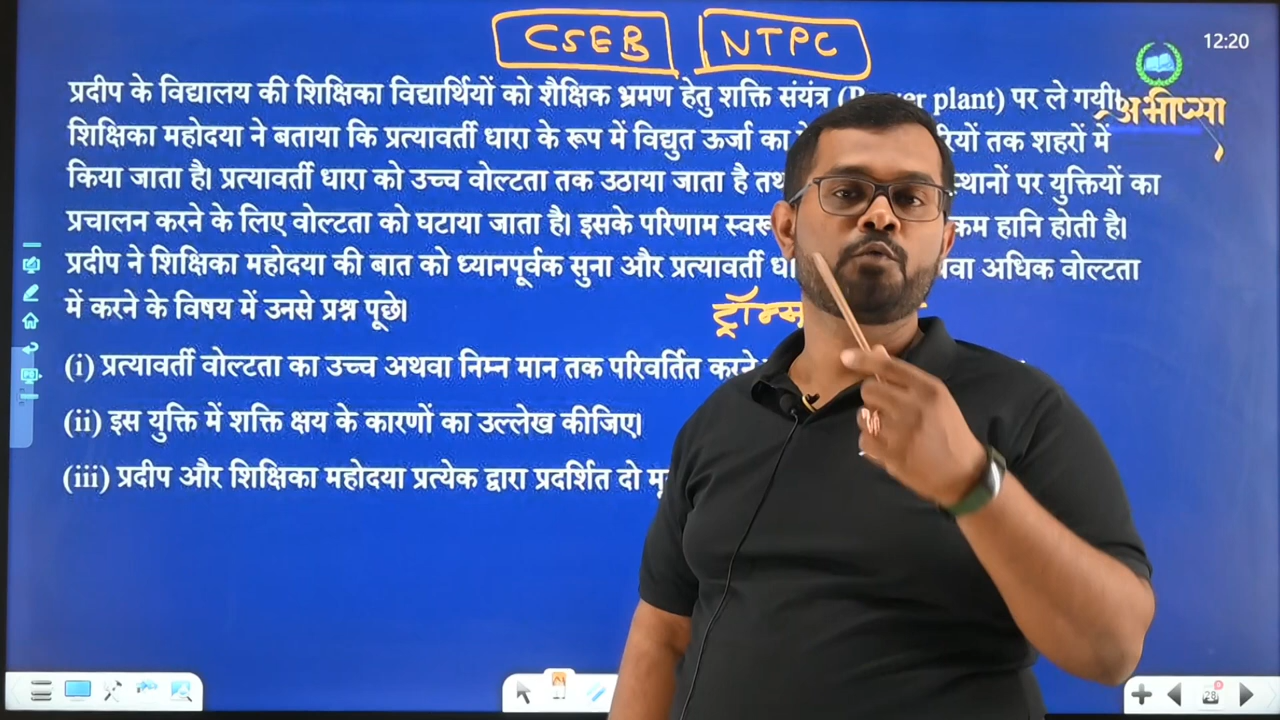 CSEB NTPC
12:20
प्रदीप के विद्यालय की शिक्षिका विद्यार्थियों को शैक्षिक भ्रमण हेतु शक्ति संयंत्र plant) पर ले गयी।
अभीप्सा
शिक्षिका महोदया ने बताया कि प्रत्यावर्ती धारा के रूप में विद्युत ऊर्जा का तक शहरों में
किया जाता है। प्रत्यावर्ती धारा को उच्च वोल्टता तक उठाया जाता है पर युक्तियों का
प्रचालन करने के लिए वोल्टता को घटाया जाता है। इसके परिणाम कम हानि होती है।
प्रदीप ने शिक्षिका महोदया की बात को ध्यानपूर्वक सुना और प्रत्यावर्ती अधिक वोल्टता
में करने के विषय में उनसे प्रश्न पूछे।
(i) प्रत्यावर्ती वोल्टता का उच्च अथवा निम्न मान तक परिवर्तित करने
(ii) इस युक्ति में शक्ति क्षय के कारणों का उल्लेख कीजिए।
(iii) प्रदीप और शिक्षिका महोदया प्रत्येक द्वारा प्रदर्शित दो
28